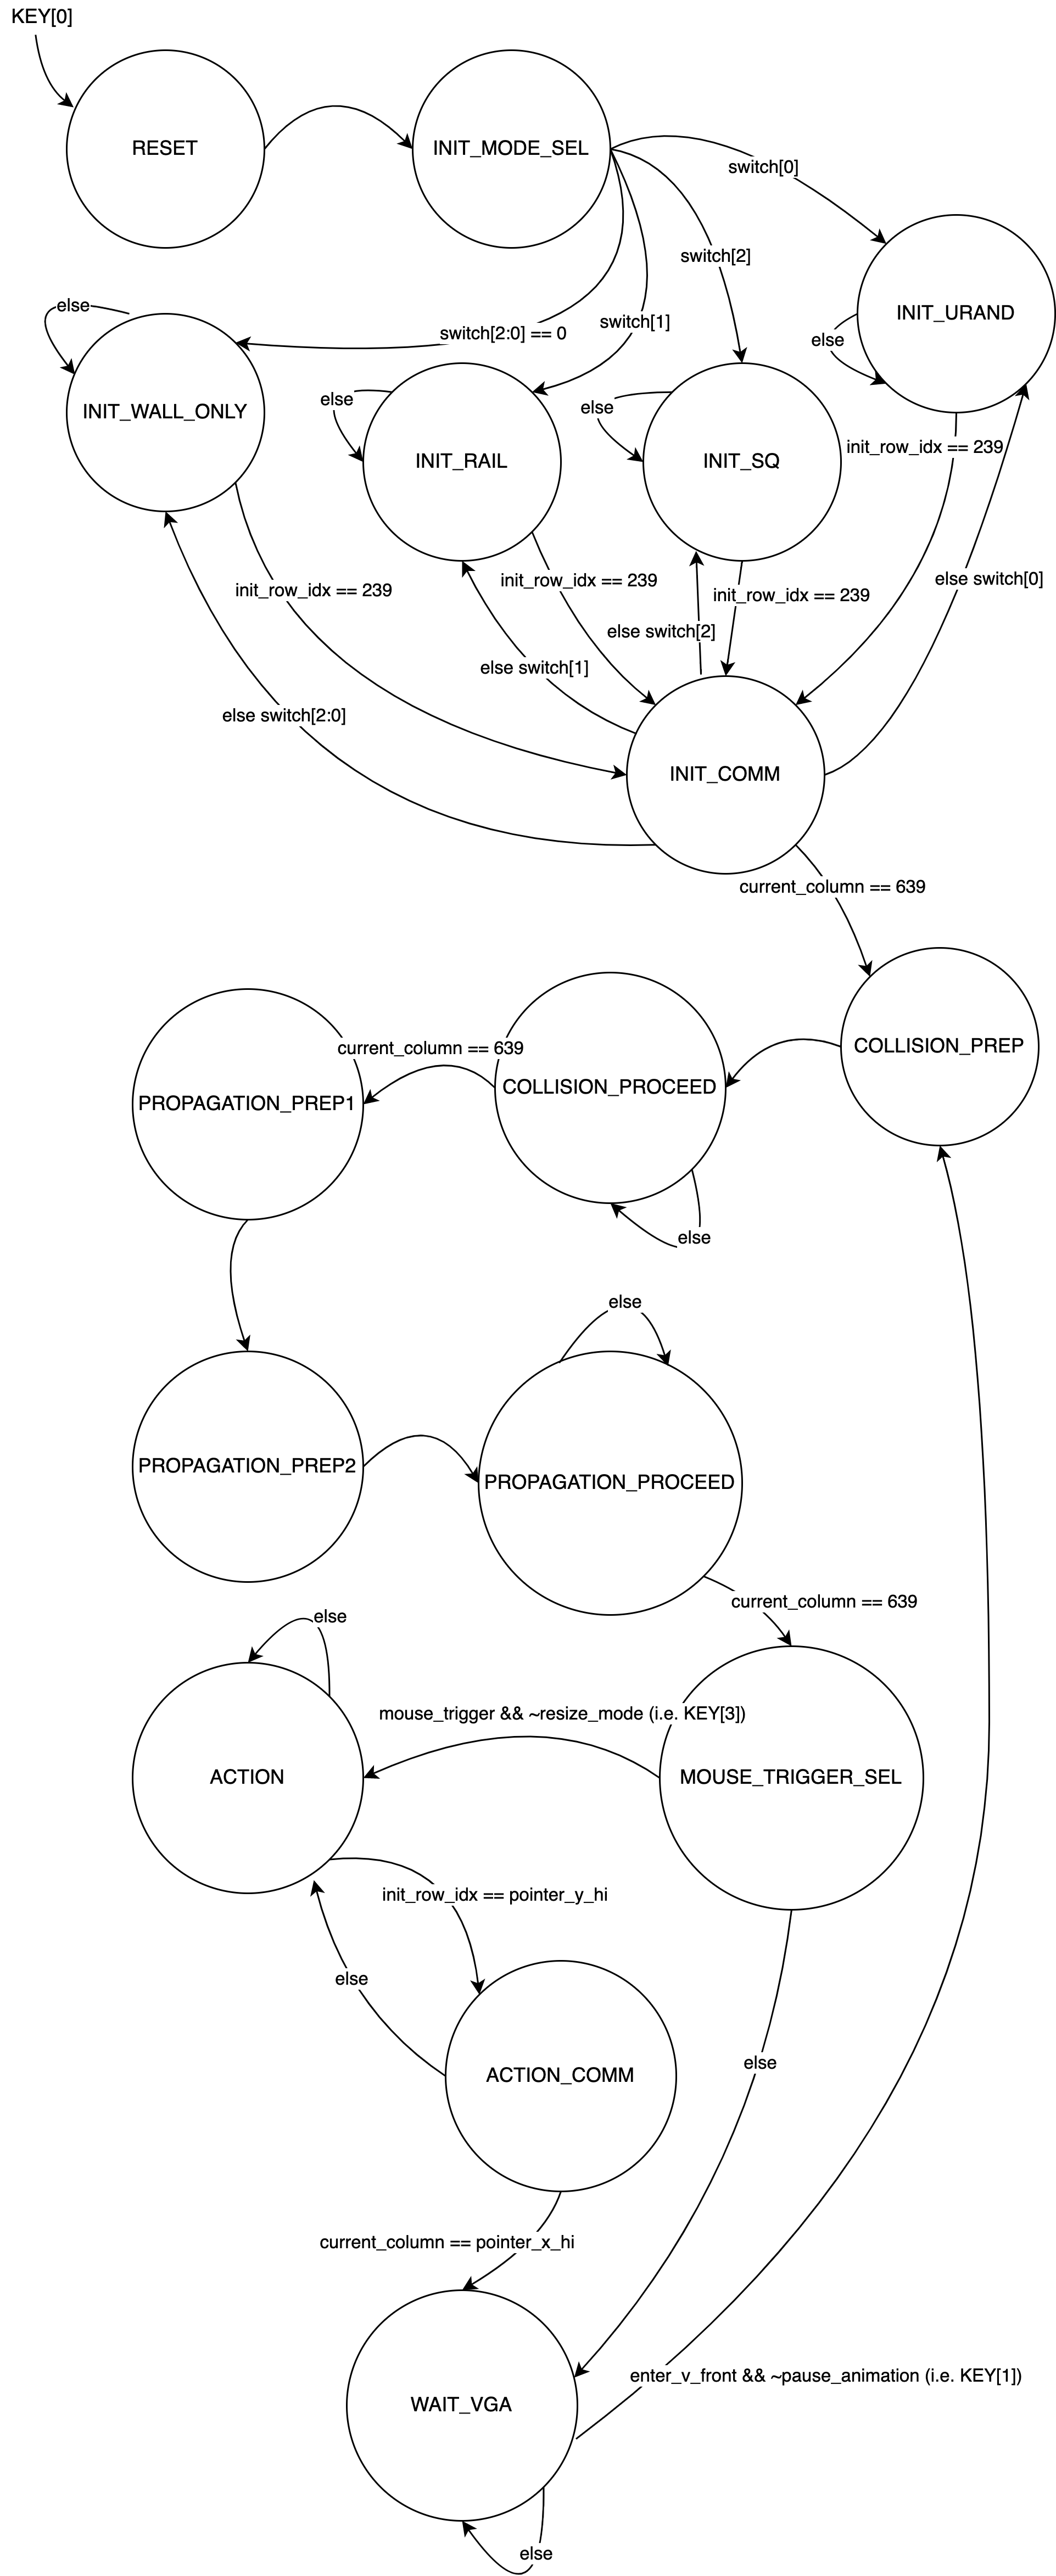 KEY[0]
RESET
INIT_MODE_SEL
switch[0]
switch[2]
else
switch[2:0] == 0
switch[1]
INIT_URAND
else
INIT_WALL_ONLY
else
else
init_row_idx == 239
INIT_RAIL
INIT_SQ
init_row_idx == 239
init_row_idx == 239
init_row_idx == 239
else switch[0]
else switch[2]
else switch[1]
else switch[2:0]
INIT_COMM
current_column == 639
current_column == 639
COLLISION_PREP
COLLISION_PROCEED
PROPAGATION_PREP1
else
else
PROPAGATION_PREP2
PROPAGATION_PROCEED
current_column == 639
else
mouse_trigger && ~resize_mode (i.e. KEY[3])
ACTION
MOUSE_TRIGGER_SEL
init_row_idx == pointer_y_hi
else
else
ACTION_COMM
current_column == pointer_x_hi
enter_v_front && ~pause_animation (i.e. KEY[1])
WAIT_VGA
else